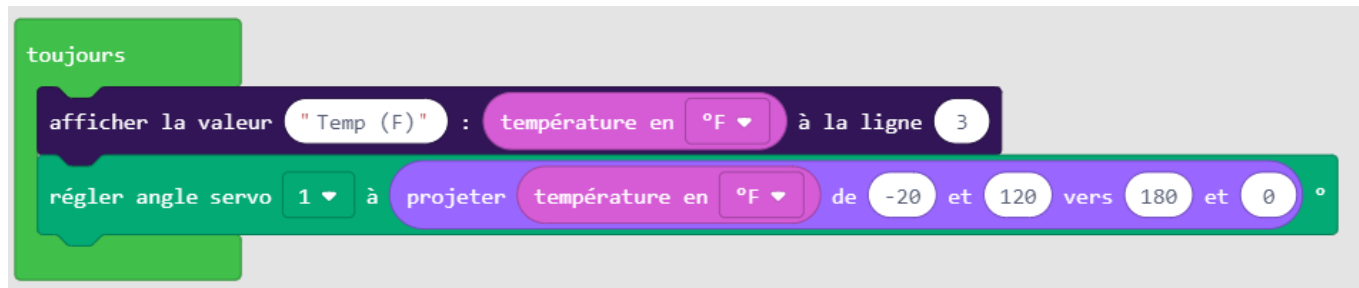 toujours
afficher la valeur "Temp (F)" : température en °F à la ligne 3
régler angle servo 1 à projeter température en °F de -20 et 120 vers 180 et 0 °